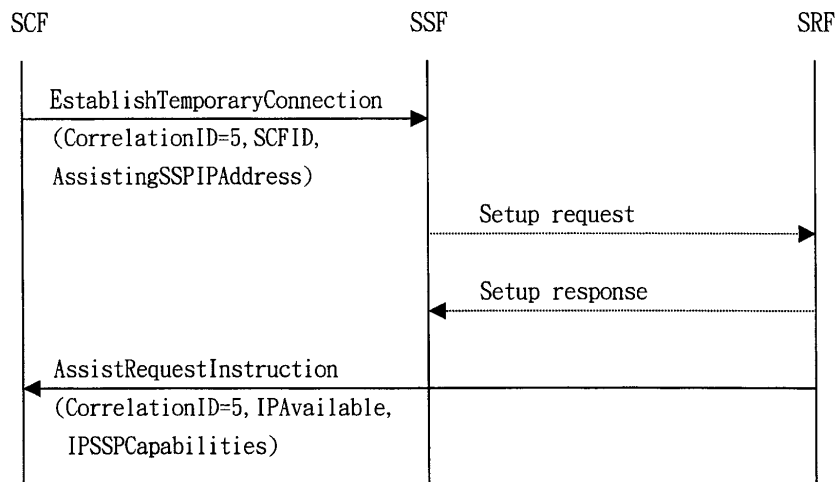 SCF
SSF
SRF
EstablishTemporaryConnection
(CorrelationID=5, SCFID,
AssistingSSPIPAddress)
Setup request
Setup response
AssistRequestInstruction
(CorrelationID=5, IPAvailable,
IPSSPCapabilities)